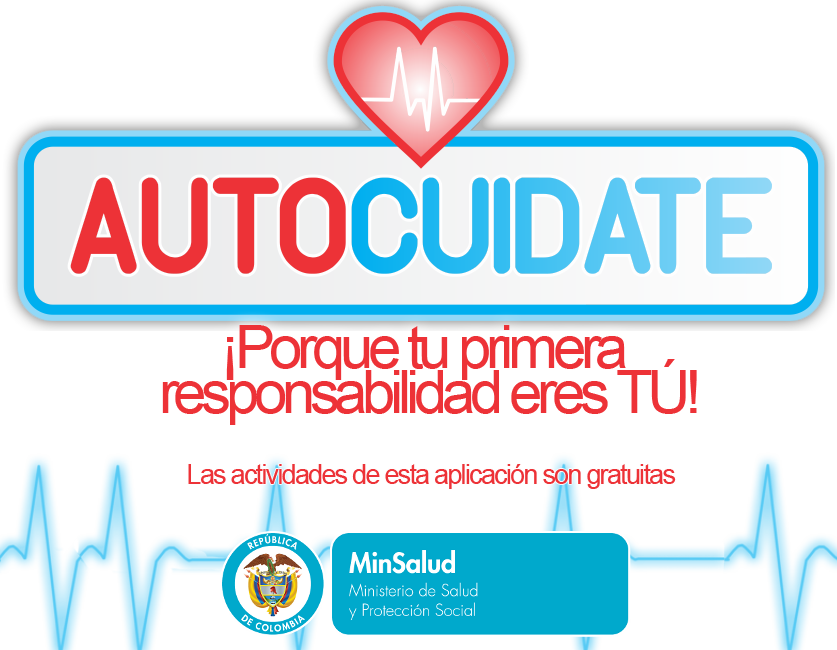 AUTOCUIDATE
¡Porque tu primera
responsabilidad eres TÚ!
Las actividades de esta aplicación son gratuitas
REPÚBLICA
DE COLOMBIA
MinSalud
Ministerio de Salud
y Protección Social